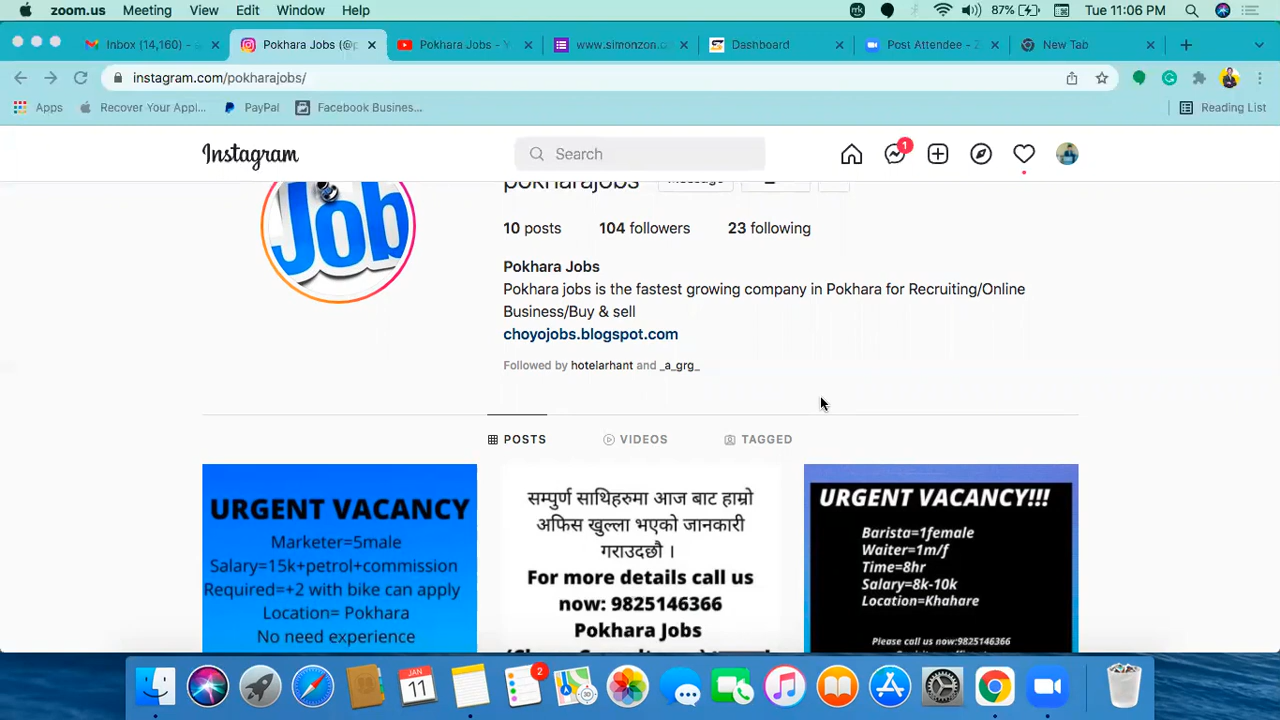 zoom.us Meeting View Edit Window Help 87% Tue 11:06 PM
Inbox (14,160) - Pokhara Jobs (@p Pokhara Jobs - Y www.simonzon.c Dashboard Post Attendee - Z New Tab
instagram.com/pokharajobs/
Apps Recover Your Appl... PayPal Facebook Busines... Reading List
Instagram Search 1
Job
pokharajobs Message
10 posts 104 followers 23 following
Pokhara Jobs
Pokhara jobs is the fastest growing company in Pokhara for Recruiting/Online
Business/Buy & sell
choyojobs.blogspot.com
Followed by hotelarhant and _a_grg_
POSTS VIDEOS TAGGED
URGENT VACANCY
Marketer=5male
Salary=15k+petrol+commission
Required=+2 with bike can apply
Location= Pokhara
No need experience
सम्पुर्ण साथिहरुमा आज बाट हाम्रो
अफिस खुल्ला भएको जानकारी
गराउदछौ ।
For more details call us
now: 9825146366
Pokhara Jobs
URGENT VACANCY!!!
Barista=1female
Waiter=1m/f
Time=8hr
Salary=8k-10k
Location=Khahare
Please call us now:9825146366
JAN
11
2
3D